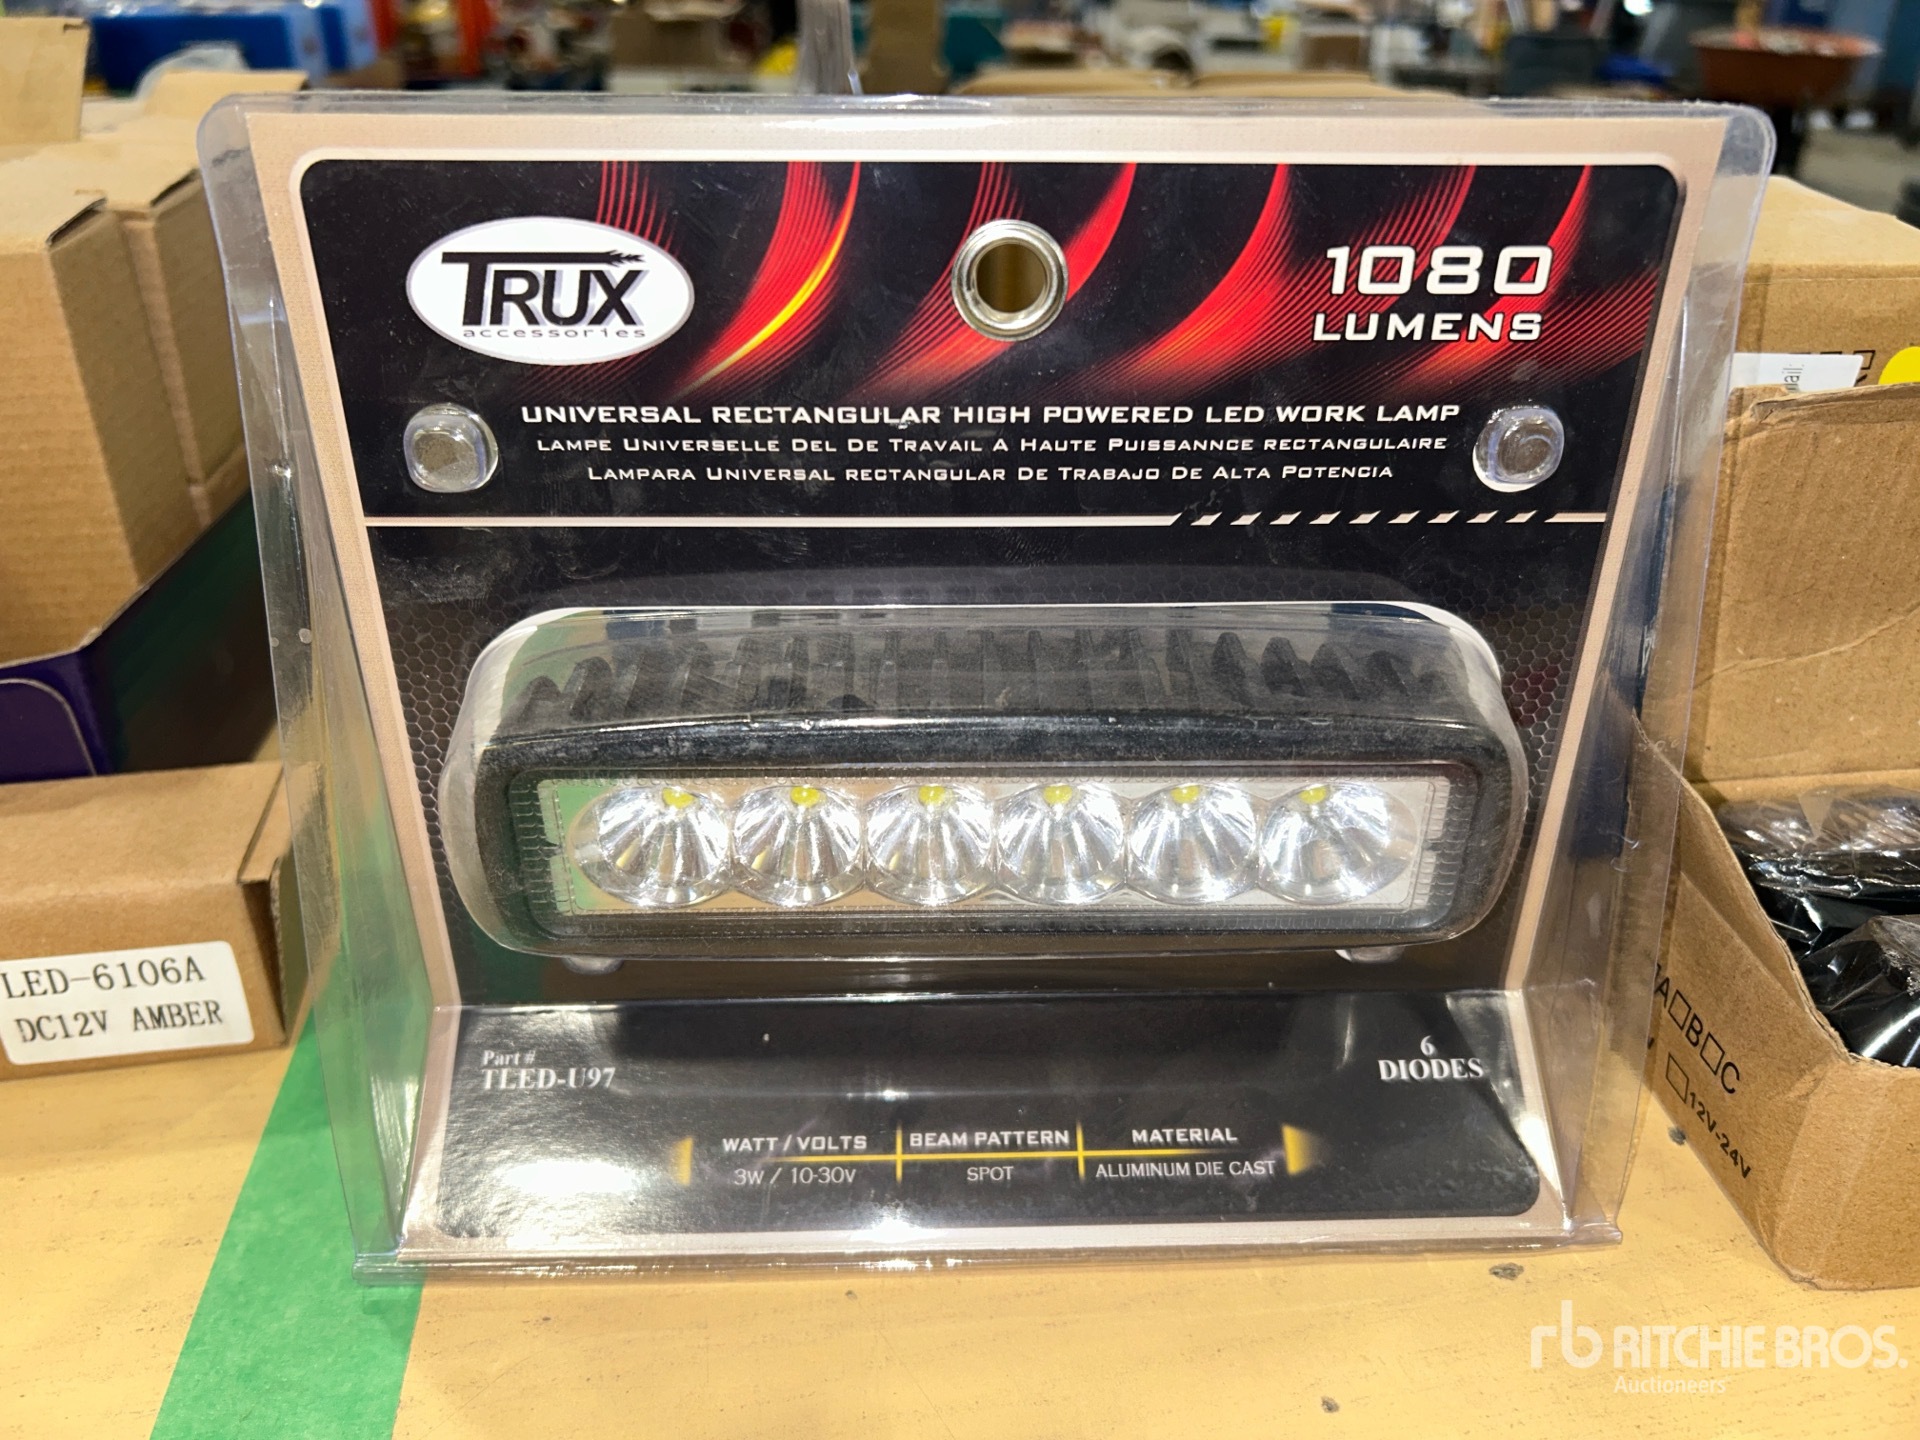 TRUX
accessories
1080
LUMENS
UNIVERSAL RECTANGULAR HIGH POWERED LED WORK LAMP
LAMPE UNIVERSELLE DEL DE TRAVAIL A HAUTE PUISSANNCE RECTANGULAIRE
LAMPARA UNIVERSAL RECTANGULAR DE TRABAJO DE ALTA POTENCIA
Part #
TLED-U97
6
DIODES
WATT / VOLTS
3W / 10-30V
BEAM PATTERN
SPOT
MATERIAL
ALUMINUM DIE CAST
LED-6106A
DC12V AMBER
A□B□C
□12V-24V
rb RITCHIE BROS.
Auctioneers